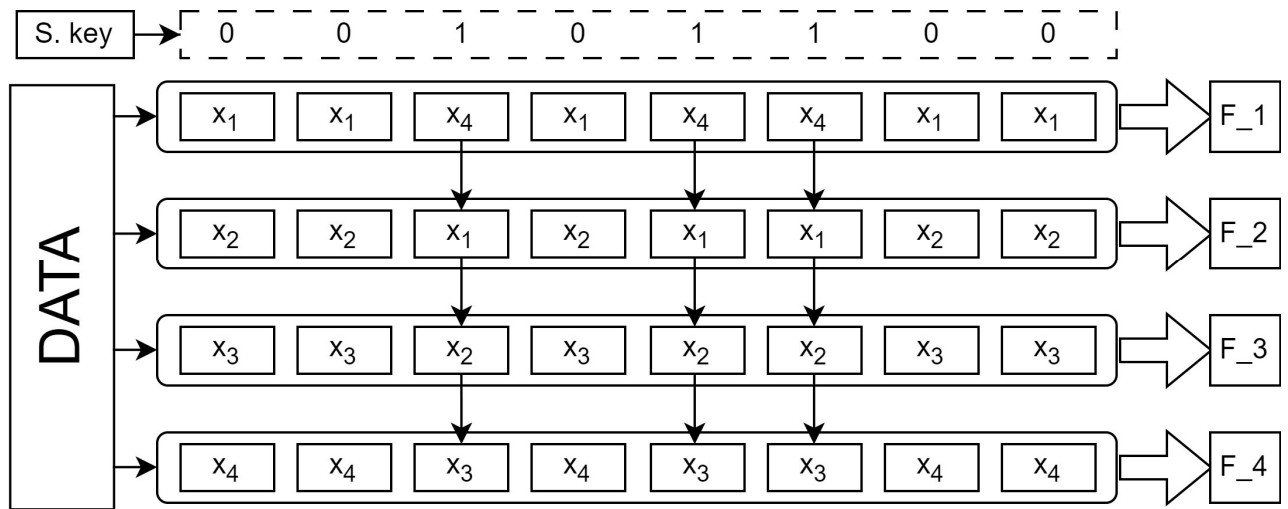 S. key 0 0 1 0 1 1 0 0
DATA
x₁ x₁ x₄ x₁ x₄ x₄ x₁ x₁ F_1
x₂ x₂ x₁ x₂ x₁ x₁ x₂ x₂ F_2
x₃ x₃ x₂ x₃ x₂ x₂ x₃ x₃ F_3
x₄ x₄ x₃ x₄ x₃ x₃ x₄ x₄ F_4